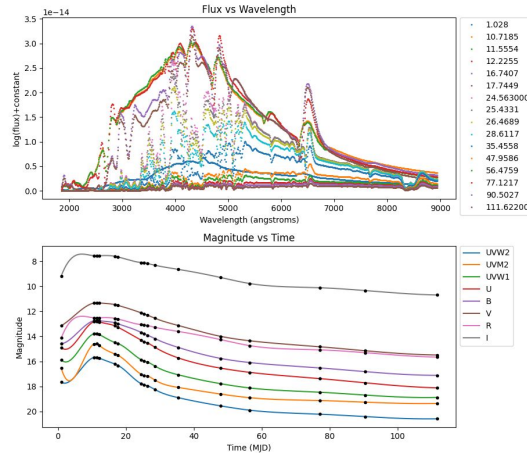 Flux vs Wavelength
1e−14
3.5
3.0
2.5
2.0
1.5
1.0
0.5
0.0
log(flux)+constant
2000 3000 4000 5000 6000 7000 8000 9000
Wavelength (angstroms)
1.028
10.7185
11.5554
12.2255
16.7407
17.7449
24.563000
25.4331
26.4689
28.6117
35.4558
47.9586
56.4759
77.1217
90.5027
111.62200
Magnitude vs Time
8
10
12
14
16
18
20
Magnitude
0 20 40 60 80 100
Time (MJD)
UVW2
UVM2
UVW1
U
B
V
R
I